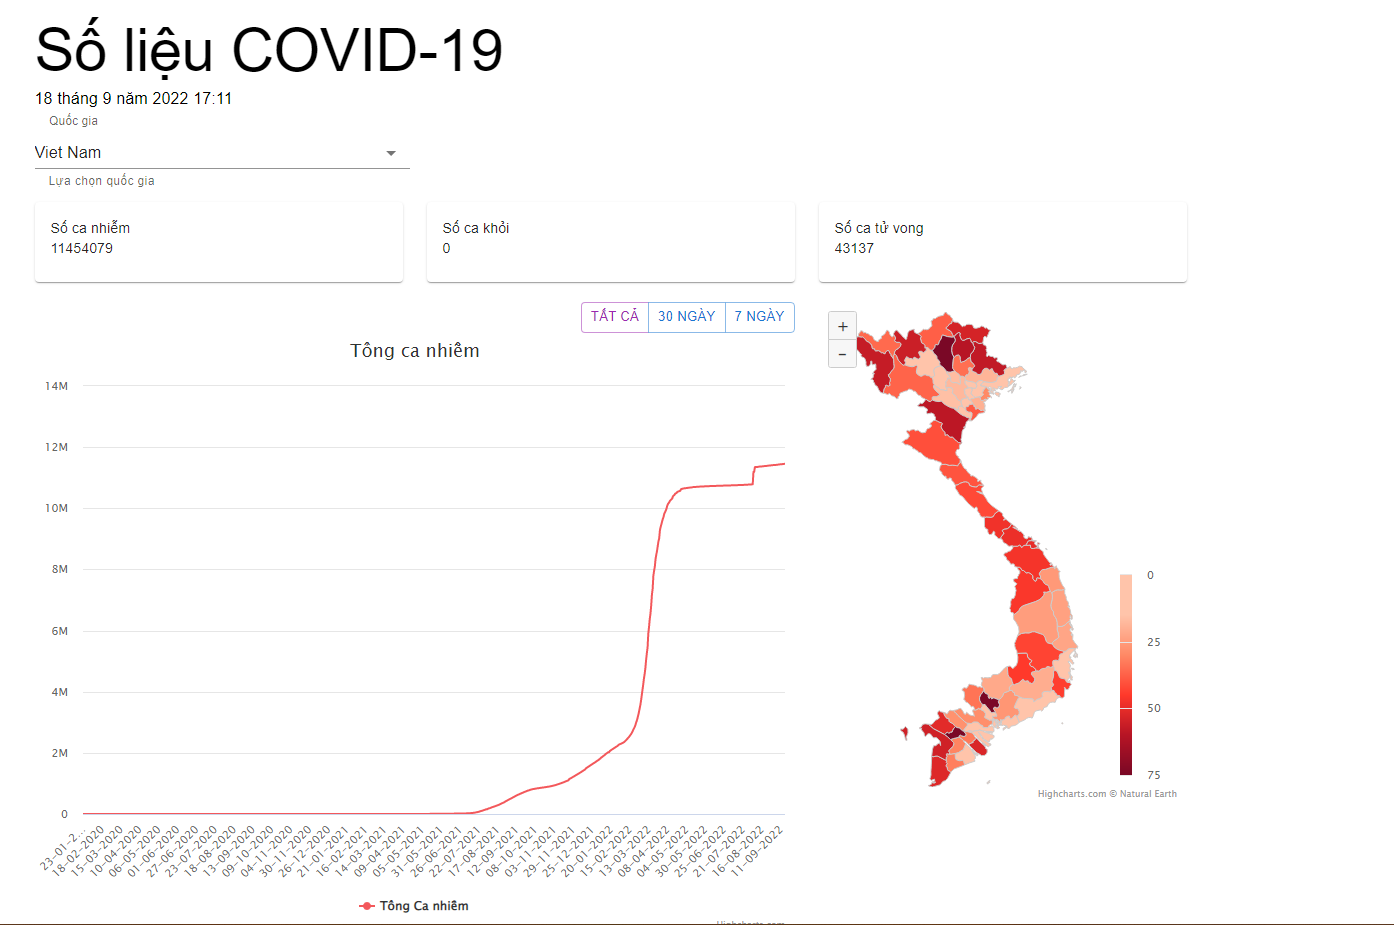 Số liệu COVID-19
18 tháng 9 năm 2022 17:11
Quốc gia
Viet Nam
Lựa chọn quốc gia
Số ca nhiễm
11454079
Số ca khỏi
0
Số ca tử vong
43137
TẤT CẢ
30 NGÀY
7 NGÀY
Tổng ca nhiễm
14M
12M
10M
8M
6M
4M
2M
0
23-01-2…
18-02-2020
15-03-2020
10-04-2020
06-05-2020
01-06-2020
27-06-2020
23-07-2020
18-08-2020
13-09-2020
09-10-2020
04-11-2020
30-11-2020
26-12-2020
21-01-2021
16-02-2021
14-03-2021
09-04-2021
05-05-2021
31-05-2021
26-06-2021
22-07-2021
17-08-2021
12-09-2021
08-10-2021
03-11-2021
29-11-2021
25-12-2021
20-01-2022
15-02-2022
13-03-2022
08-04-2022
04-05-2022
30-05-2022
25-06-2022
21-07-2022
16-08-2022
11-09-2022
Tổng Ca nhiễm
Highcharts.com
+
−
0
25
50
75
Highcharts.com © Natural Earth